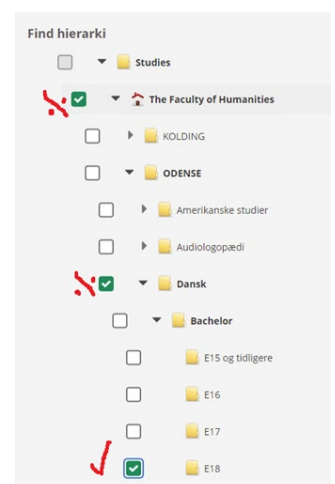 Find hierarki
Studies
The Faculty of Humanities
KOLDING
ODENSE
Amerikanske studier
Audiologopædi
Dansk
Bachelor
E15 og tidligere
E16
E17
E18